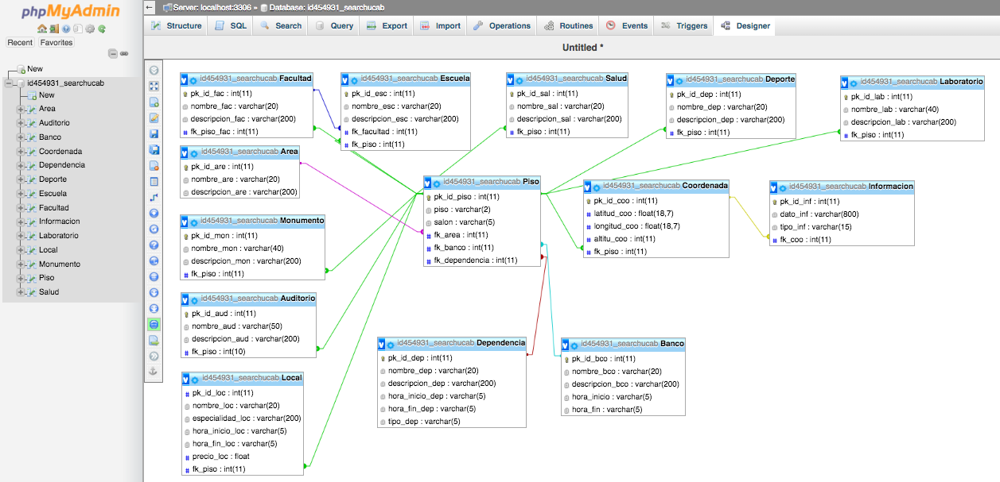 phpMyAdmin
Recent Favorites
New
id454931_searchucab
New
Area
Auditorio
Banco
Coordenada
Dependencia
Deporte
Escuela
Facultad
Informacion
Laboratorio
Local
Monumento
Piso
Salud
Server: localhost:3306 » Database: id454931_searchucab
Structure SQL Search Query Export Import Operations Routines Events Triggers Designer
Untitled *
id454931_searchucab Facultad
pk_id_fac : int(11)
nombre_fac : varchar(20)
descripcion_fac : varchar(200)
fk_piso_fac : int(11)
id454931_searchucab Escuela
pk_id_esc : int(11)
nombre_esc : varchar(20)
descripcion_esc : varchar(200)
fk_facultad : int(11)
fk_piso : int(11)
id454931_searchucab Salud
pk_id_sal : int(11)
nombre_sal : varchar(20)
descripcion_sal : varchar(200)
fk_piso : int(11)
id454931_searchucab Deporte
pk_id_dep : int(11)
nombre_dep : varchar(20)
descripcion_dep : varchar(200)
fk_piso : int(11)
id454931_searchucab Laboratorio
pk_id_lab : int(11)
nombre_lab : varchar(40)
descripcion_lab : varchar(200)
fk_piso : int(11)
id454931_searchucab Area
pk_id_are : int(11)
nombre_are : varchar(20)
descripcion_are : varchar(200)
id454931_searchucab Piso
pk_id_piso : int(11)
piso : varchar(2)
salon : varchar(5)
fk_area : int(11)
fk_banco : int(11)
fk_dependencia : int(11)
id454931_searchucab Coordenada
pk_id_coo : int(11)
latitud_coo : float(18,7)
longitud_coo : float(18,7)
altitu_coo : int(11)
fk_piso : int(11)
id454931_searchucab Informacion
pk_id_inf : int(11)
dato_inf : varchar(800)
tipo_inf : varchar(15)
fk_coo : int(11)
id454931_searchucab Monumento
pk_id_mon : int(11)
nombre_mon : varchar(40)
descripcion_mon : varchar(200)
fk_piso : int(11)
id454931_searchucab Auditorio
pk_id_aud : int(11)
nombre_aud : varchar(50)
descripcion_aud : varchar(200)
fk_piso : int(10)
id454931_searchucab Local
pk_id_loc : int(11)
nombre_loc : varchar(20)
especialidad_loc : varchar(200)
hora_inicio_loc : varchar(5)
hora_fin_loc : varchar(5)
precio_loc : float
fk_piso : int(11)
id454931_searchucab Dependencia
pk_id_dep : int(11)
nombre_dep : varchar(20)
descripcion_dep : varchar(200)
hora_inicio_dep : varchar(5)
hora_fin_dep : varchar(5)
tipo_dep : varchar(5)
id454931_searchucab Banco
pk_id_bco : int(11)
nombre_bco : varchar(20)
descripcion_bco : varchar(200)
hora_inicio : varchar(5)
hora_fin : varchar(5)